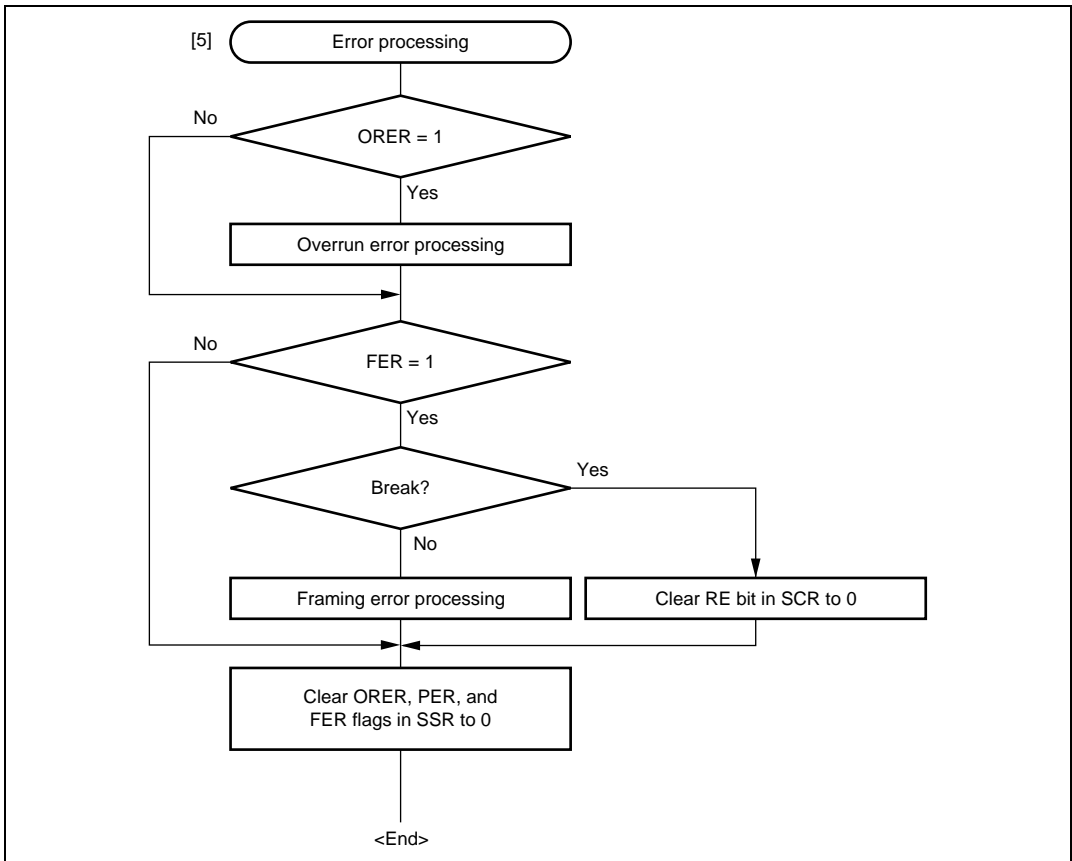 [5] Error processing
No
ORER = 1
Yes
Overrun error processing
No
FER = 1
Yes
Yes
Break?
No
Framing error processing
Clear RE bit in SCR to 0
Clear ORER, PER, and
FER flags in SSR to 0
<End>